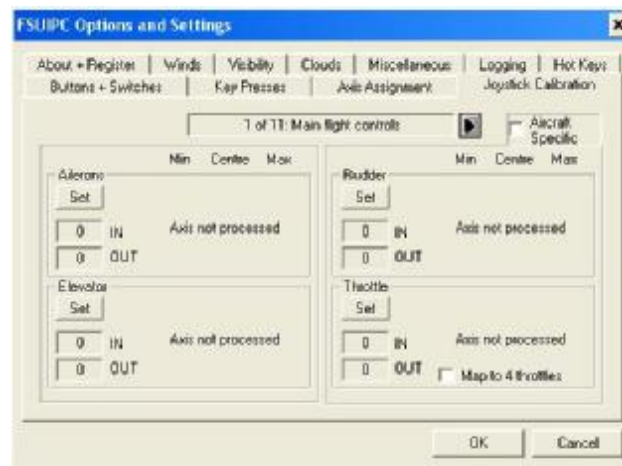 FSUIPC Options and Settings
About + Register Winds Visibility Clouds Miscellaneous Logging Hot Keys
Buttons + Switches Key Presses Axis Assignment Joystick Calibration
1 of 11: Main flight controls
Aircraft
Specific
Min Centre Max
Ailerons
Set
0 IN Axis not processed
0 OUT
Elevator
Set
0 IN Axis not processed
0 OUT
Min Centre Max
Rudder
Set
0 IN Axis not processed
0 OUT
Throttle
Set
0 IN Axis not processed
0 OUT Map to 4 throttles
OK Cancel